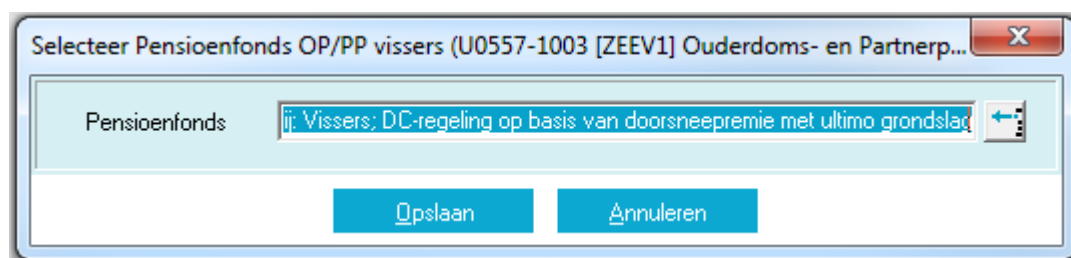 Selecteer Pensioenfonds OP/PP vissers (U0557-1003 [ZEEV1] Ouderdoms- en Partnerp...
Pensioenfonds ij: Vissers; DC-regeling op basis van doorsneepremie met ultimo grondslag
Opslaan Annuleren